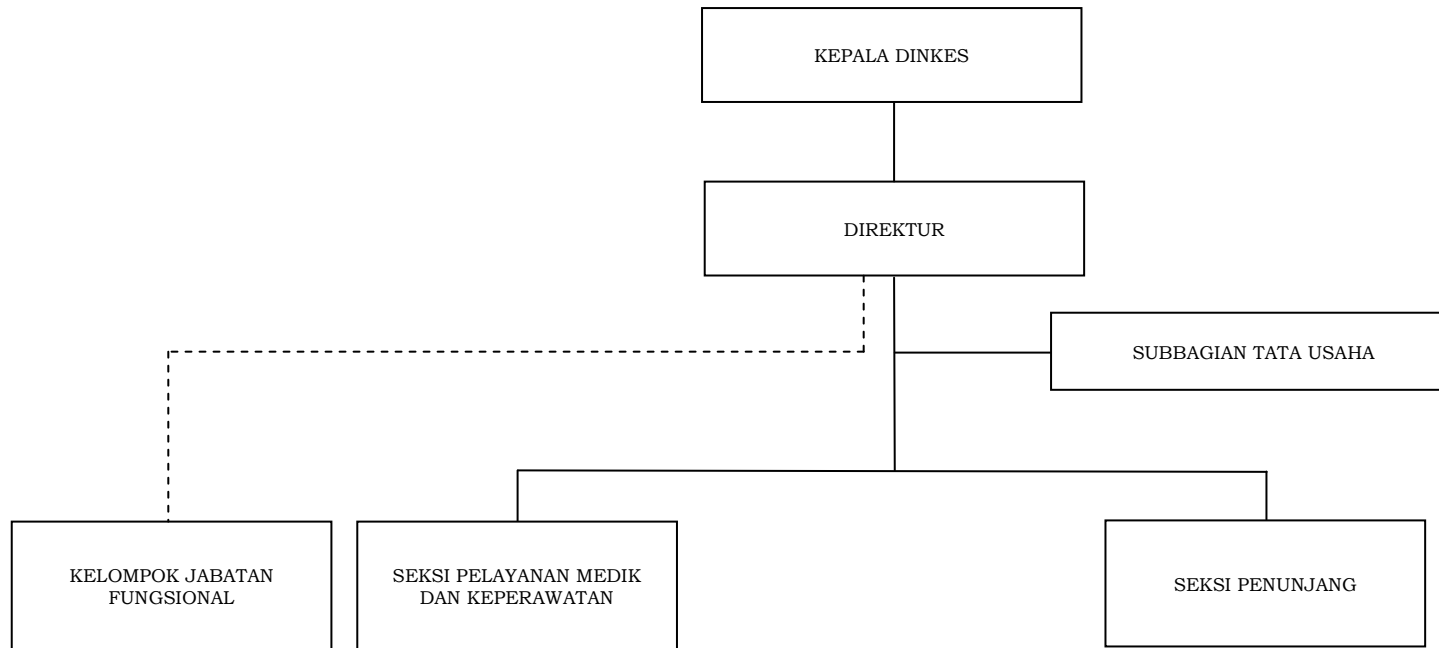 KEPALA DINKES
DIREKTUR
SUBBAGIAN TATA USAHA
KELOMPOK JABATAN
FUNGSIONAL
SEKSI PELAYANAN MEDIK
DAN KEPERAWATAN
SEKSI PENUNJANG